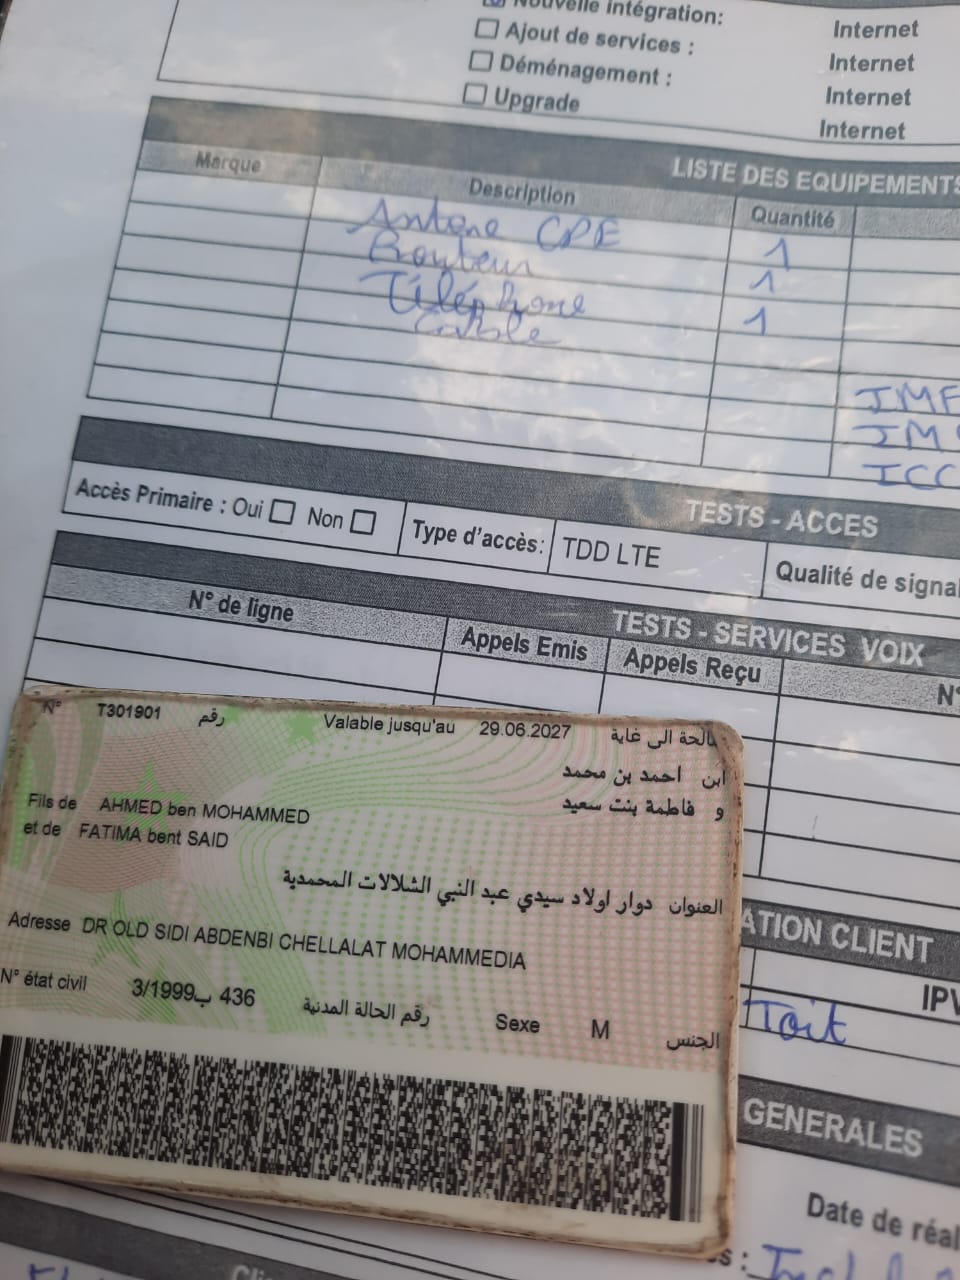 Nouvelle intégration: Internet
Ajout de services : Internet
Déménagement : Internet
Upgrade Internet
LISTE DES EQUIPEMENTS
Marque Description Quantité
Antene CPE 1
Routeur 1
Téléphone 1
Cable
IME
IM
ICC
TESTS - ACCES
Accès Primaire : Oui Non Type d'accès: TDD LTE Qualité de signal
TESTS - SERVICES VOIX
N° de ligne Appels Emis Appels Reçu N°
N° T301901 رقم Valable jusqu'au 29.06.2027 صالحة الى غاية
ابن احمد بن محمد
و فاطمة بنت سعيد
Fils de AHMED ben MOHAMMED
et de FATIMA bent SAID
العنوان دوار اولاد سيدي عبد النبي الشلالات المحمدية
Adresse DR OLD SIDI ABDENBI CHELLALAT MOHAMMEDIA
N° état civil 3/1999ب 436 رقم الحالة المدنية Sexe M الجنس
ATION CLIENT
IPV
Toit
GENERALES
Date de réal
s :
Cli